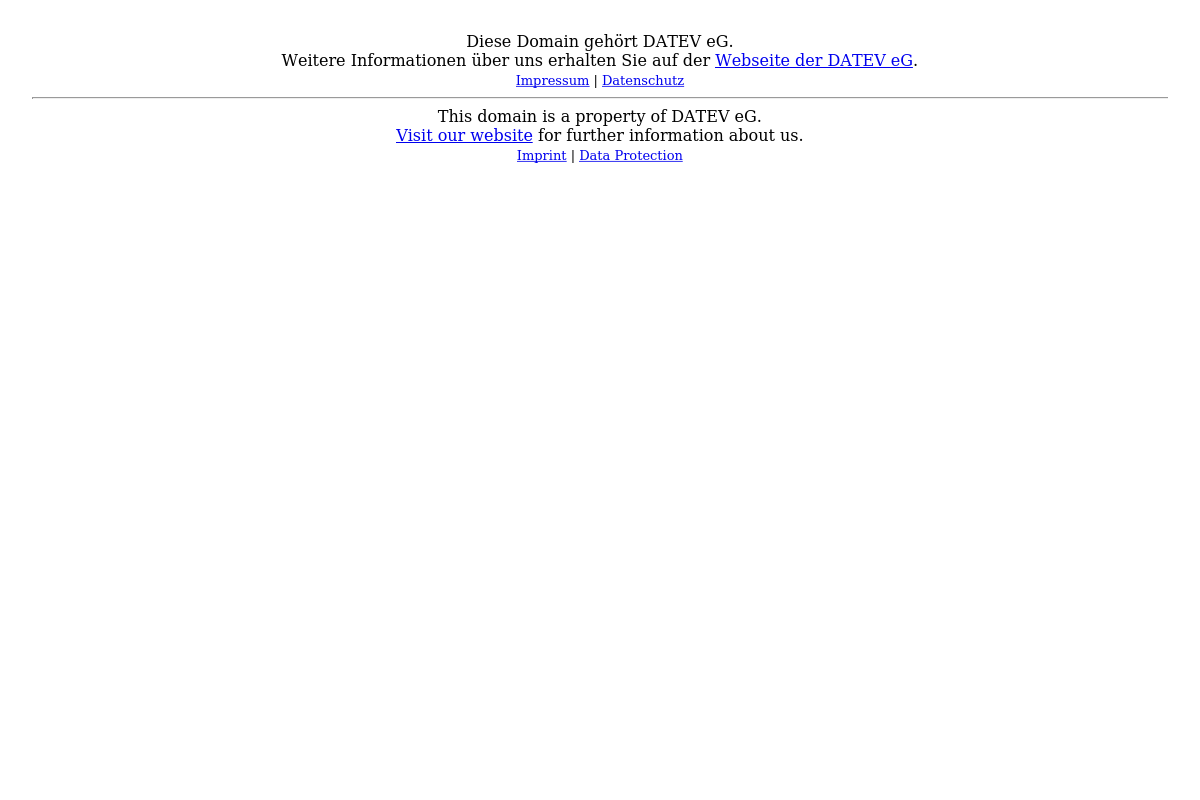 Diese Domain gehört DATEV eG.
Weitere Informationen über uns erhalten Sie auf der Webseite der DATEV eG.
Impressum | Datenschutz
This domain is a property of DATEV eG.
Visit our website for further information about us.
Imprint | Data Protection